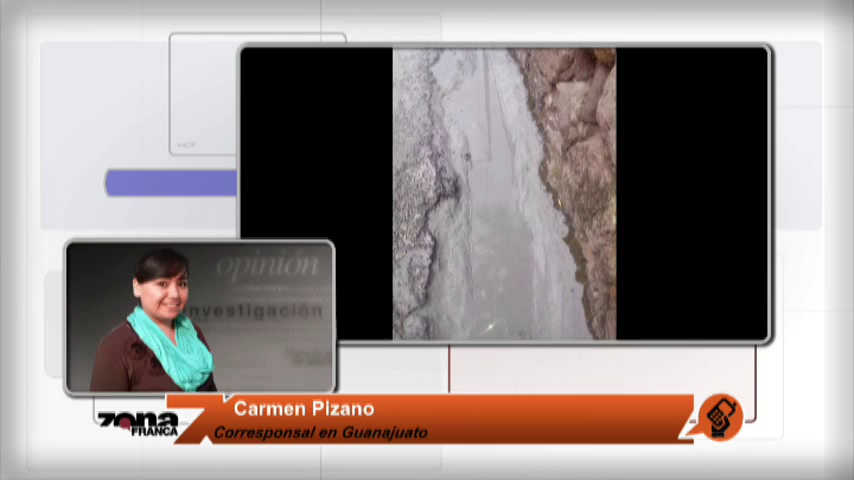 opinión
investigación
Carmen Pizano
Corresponsal en Guanajuato
zona
FRANCA